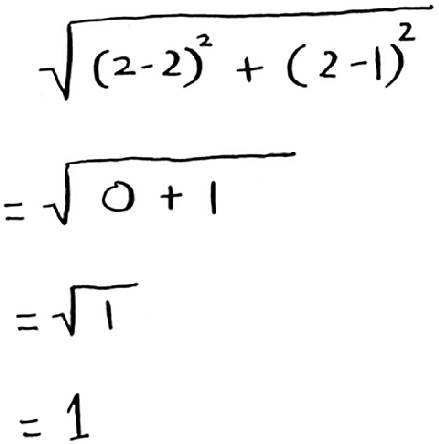 √((2-2)² + (2-1)²)
= √(0 + 1)
= √1
= 1